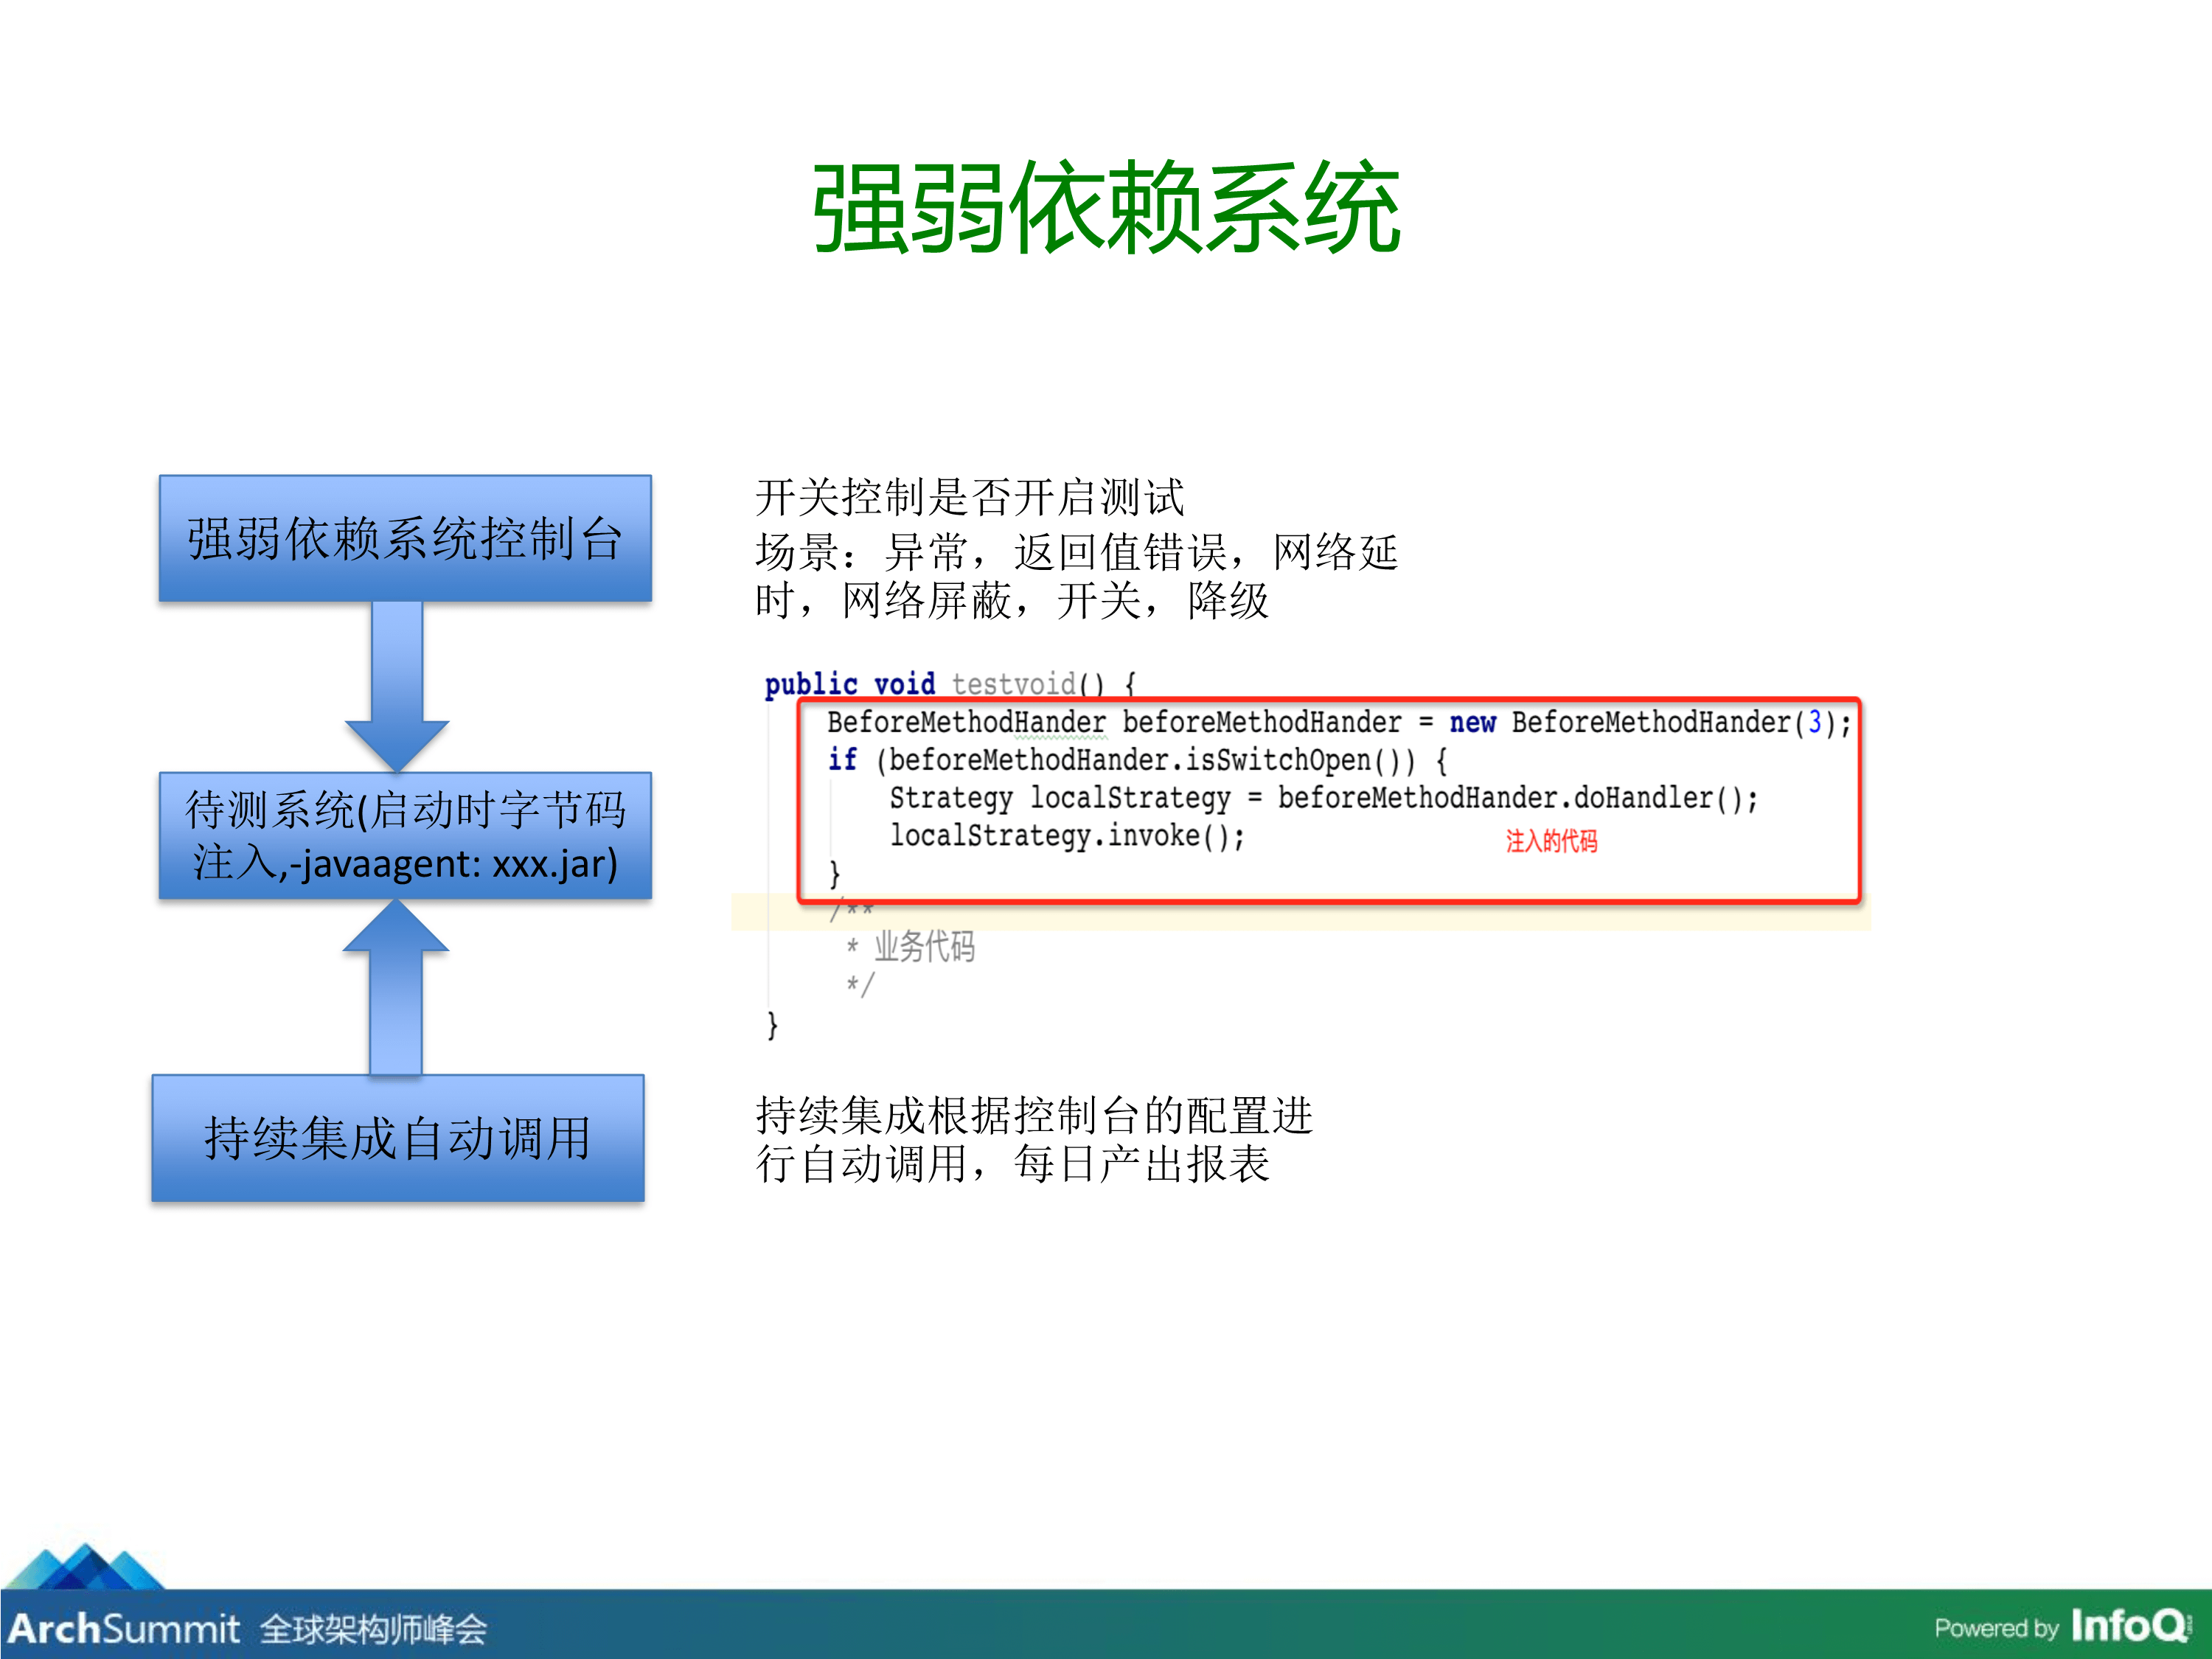 强弱依赖系统
强弱依赖系统控制台
待测系统(启动时字节码
注入,-javaagent: xxx.jar)
持续集成自动调用
开关控制是否开启测试
场景：异常，返回值错误，网络延
时，网络屏蔽，开关，降级
public void testvoid() {
BeforeMethodHander beforeMethodHander = new BeforeMethodHander(3);
if (beforeMethodHander.isSwitchOpen()) {
Strategy localStrategy = beforeMethodHander.doHandler();
localStrategy.invoke();
注入的代码
}
/**
* 业务代码
*/
}
持续集成根据控制台的配置进
行自动调用，每日产出报表
ArchSummit 全球架构师峰会
Powered by InfoQ